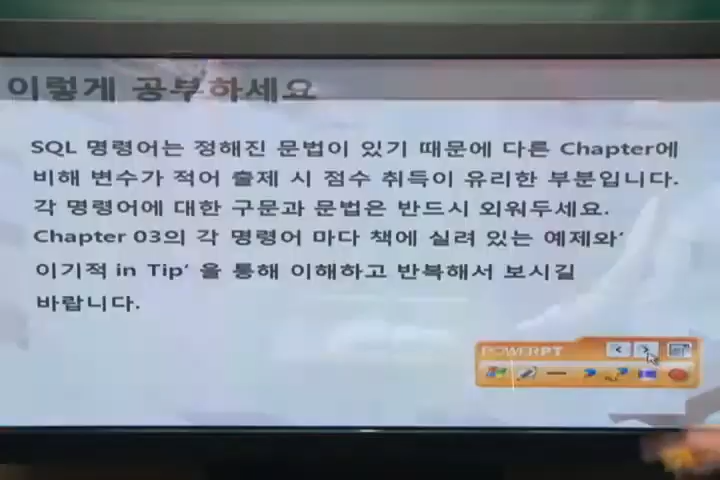 이렇게 공부하세요
SQL 명령어는 정해진 문법이 있기 때문에 다른 Chapter에
비해 변수가 적어 출제 시 점수 취득이 유리한 부분입니다.
각 명령어에 대한 구문과 문법은 반드시 외워두세요.
Chapter 03의 각 명령어 마다 책에 실려 있는 예제와‘
이기적 in Tip’ 을 통해 이해하고 반복해서 보시길
바랍니다.
POWERPT